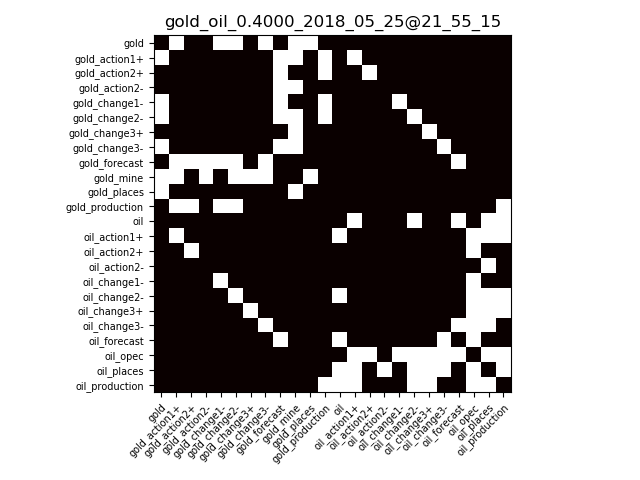 gold_oil_0.4000_2018_05_25@21_55_15
gold
gold_action1+
gold_action2+
gold_action2-
gold_change1-
gold_change2-
gold_change3+
gold_change3-
gold_forecast
gold_mine
gold_places
gold_production
oil
oil_action1+
oil_action2+
oil_action2-
oil_change1-
oil_change2-
oil_change3+
oil_change3-
oil_forecast
oil_opec
oil_places
oil_production
gold
gold_action1+
gold_action2+
gold_action2-
gold_change1-
gold_change2-
gold_change3+
gold_change3-
gold_forecast
gold_mine
gold_places
gold_production
oil
oil_action1+
oil_action2+
oil_action2-
oil_change1-
oil_change2-
oil_change3+
oil_change3-
oil_forecast
oil_opec
oil_places
oil_production